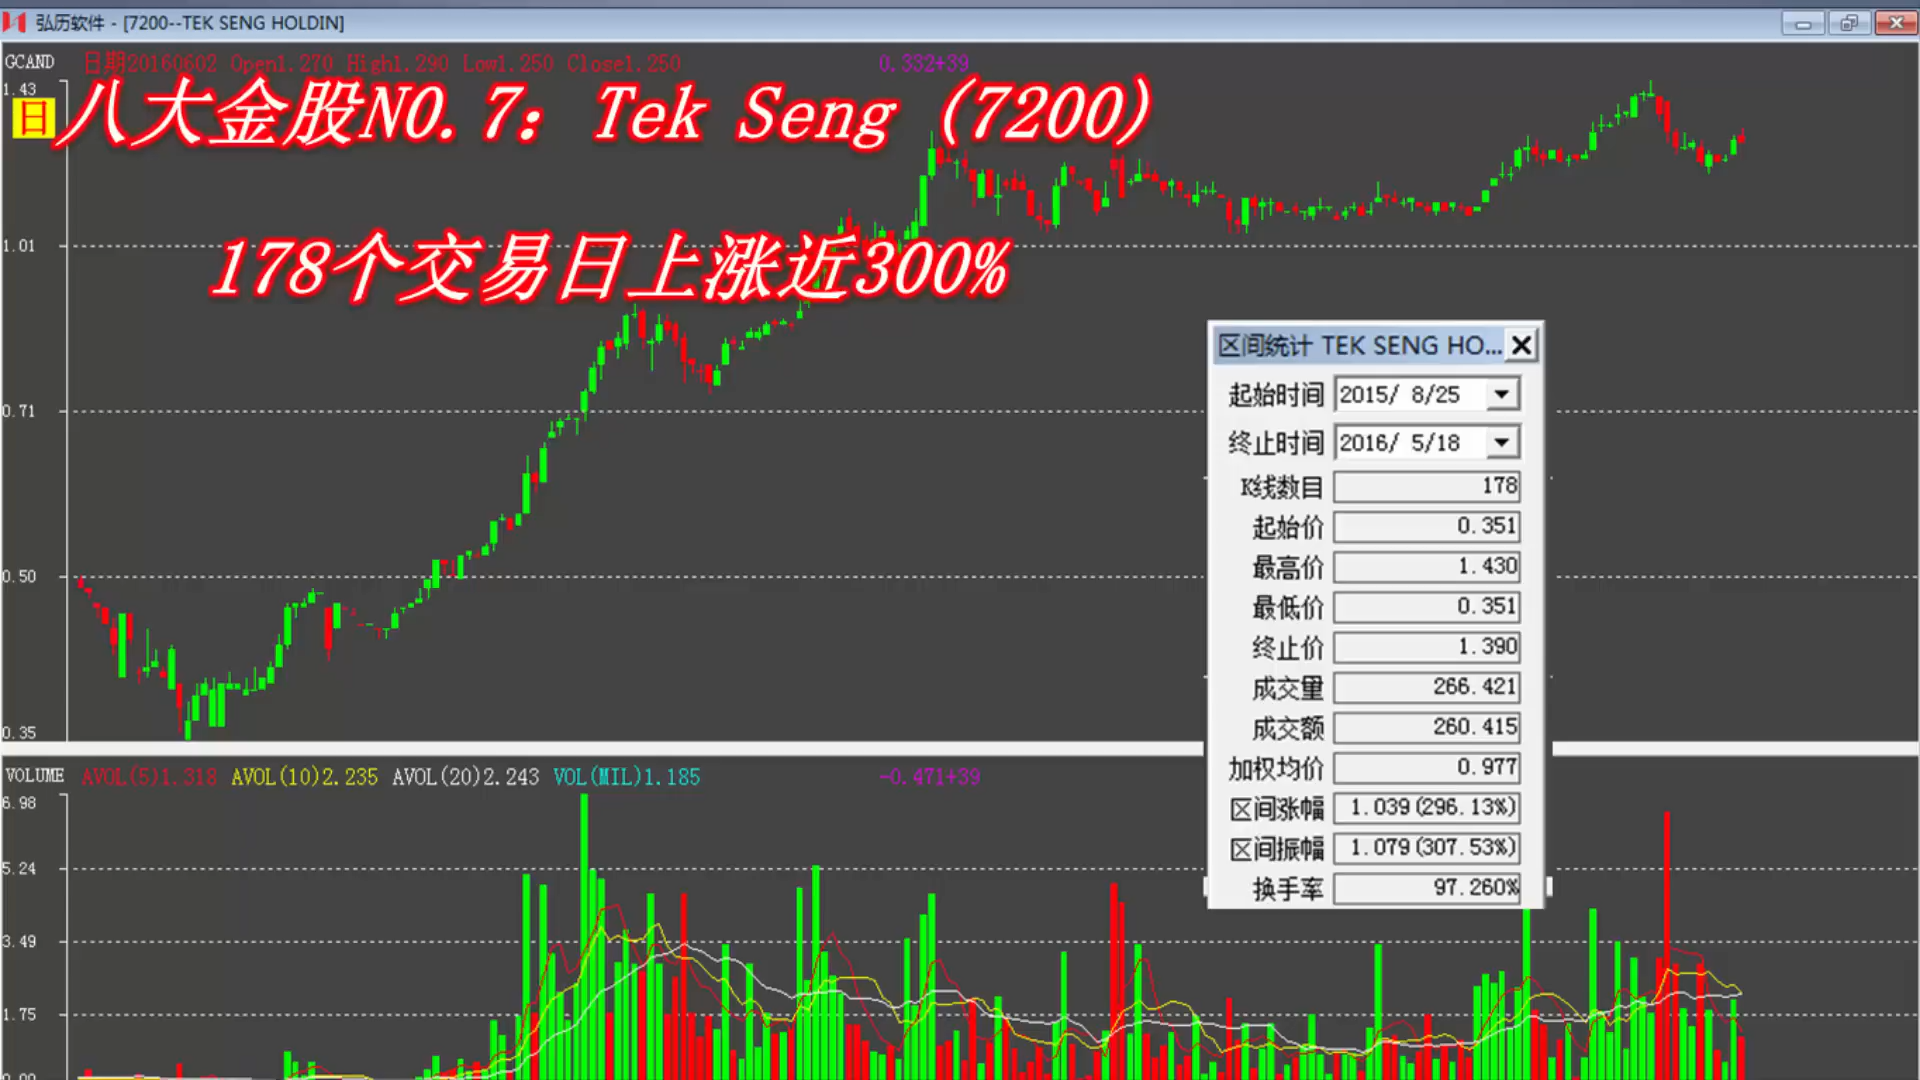 弘历软件 - [7200--TEK SENG HOLDIN]
GCAND 日期20160602 Open1.270 High1.290 Low1.250 Close1.250 0.332+39
1.43
日
八大金股NO.7：Tek Seng (7200)
1.01
178个交易日上涨近300%
区间统计 TEK SENG HO...
起始时间 2015/ 8/25
0.71
终止时间 2016/ 5/18
K线数目 178
起始价 0.351
最高价 1.430
0.50
最低价 0.351
终止价 1.390
成交量 266.421
成交额 260.415
0.35
加权均价 0.977
VOLUME AVOL(5)1.318 AVOL(10)2.235 AVOL(20)2.243 VOL(MIL)1.185 -0.471+39
6.98
区间涨幅 1.039(296.13%)
区间振幅 1.079(307.53%)
5.24
换手率 97.260%
3.49
1.75
0.00